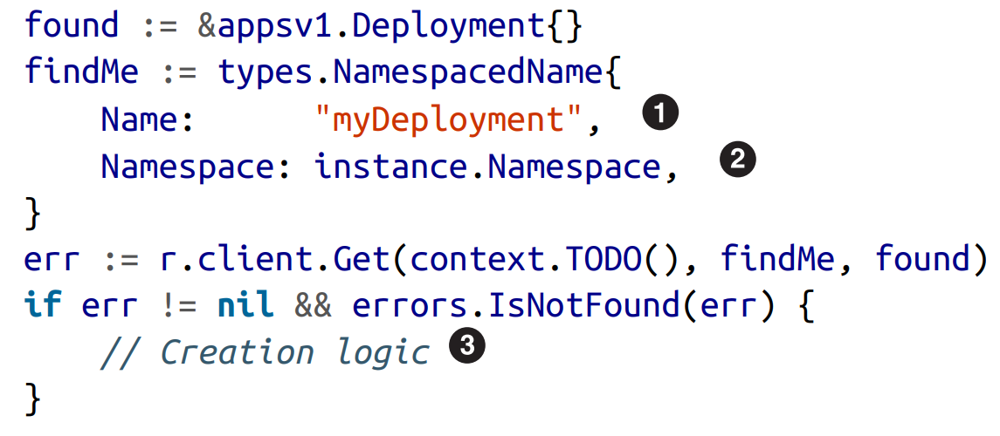 found := &appsv1.Deployment{}
findMe := types.NamespacedName{
    Name:      "myDeployment",  ❶
    Namespace: instance.Namespace,  ❷
}
err := r.client.Get(context.TODO(), findMe, found)
if err != nil && errors.IsNotFound(err) {
    // Creation logic ❸
}